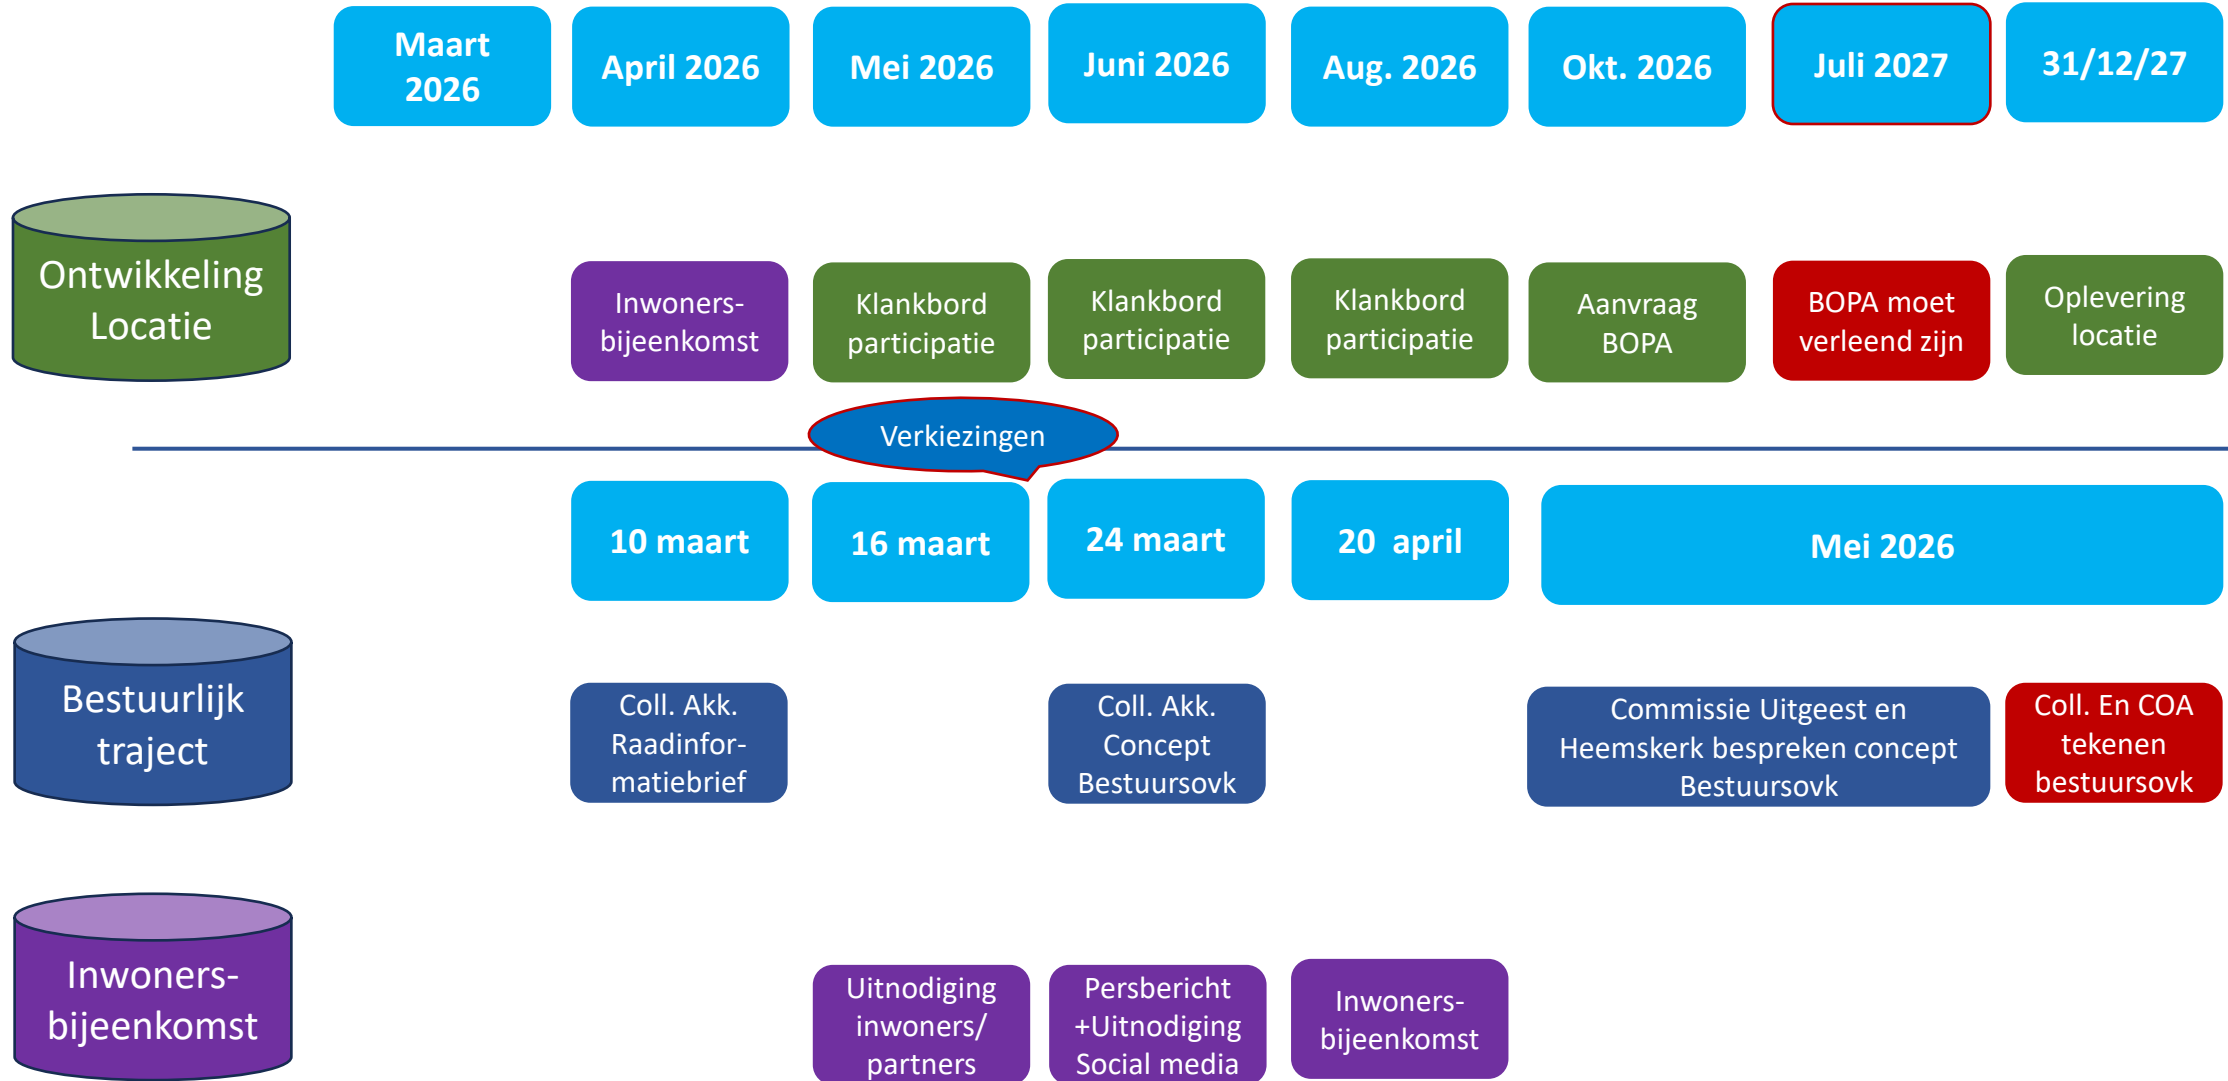 Maart
2026
April 2026
Mei 2026
Juni 2026
Aug. 2026
Okt. 2026
Juli 2027
31/12/27
Ontwikkeling
Locatie
Inwoners-
bijeenkomst
Klankbord
participatie
Klankbord
participatie
Klankbord
participatie
Aanvraag
BOPA
BOPA moet
verleend zijn
Oplevering
locatie
Verkiezingen
10 maart
16 maart
24 maart
20 april
Mei 2026
Bestuurlijk
traject
Coll. Akk.
Raadinfor-
matiebrief
Coll. Akk.
Concept
Bestuursovk
Commissie Uitgeest en
Heemskerk bespreken concept
Bestuursovk
Coll. En COA
tekenen
bestuursovk
Inwoners-
bijeenkomst
Uitnodiging
inwoners/
partners
Persbericht
+Uitnodiging
Social media
Inwoners-
bijeenkomst